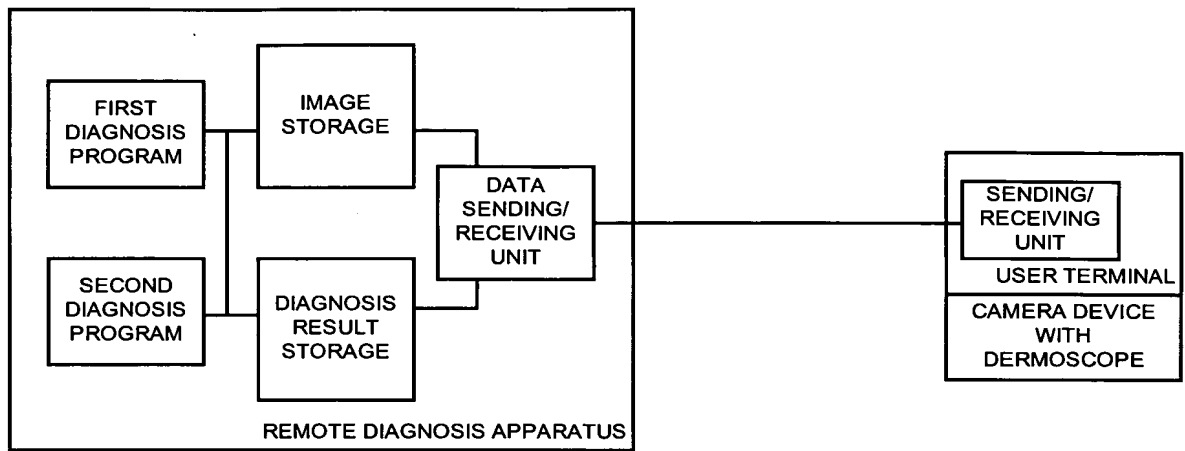 FIRST
DIAGNOSIS
PROGRAM
IMAGE
STORAGE
DATA
SENDING/
RECEIVING
UNIT
SECOND
DIAGNOSIS
PROGRAM
DIAGNOSIS
RESULT
STORAGE
REMOTE DIAGNOSIS APPARATUS
SENDING/
RECEIVING
UNIT
USER TERMINAL
CAMERA DEVICE
WITH
DERMOSCOPE